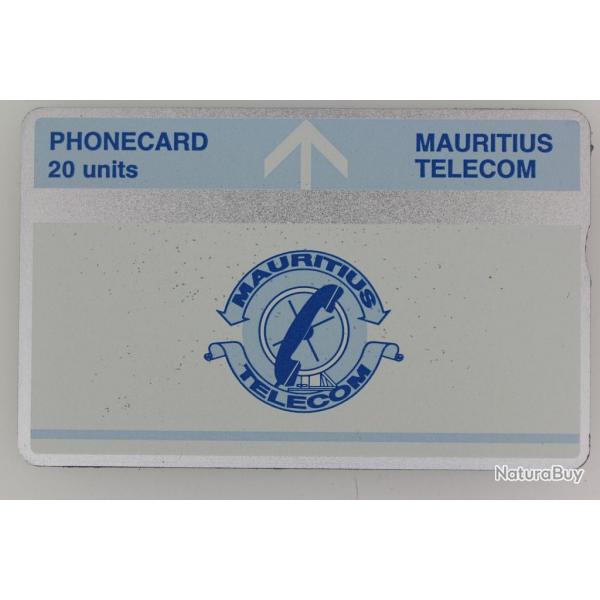 PHONECARD
20 units
MAURITIUS
TELECOM
MAURITIUS
TELECOM
NaturaBuy